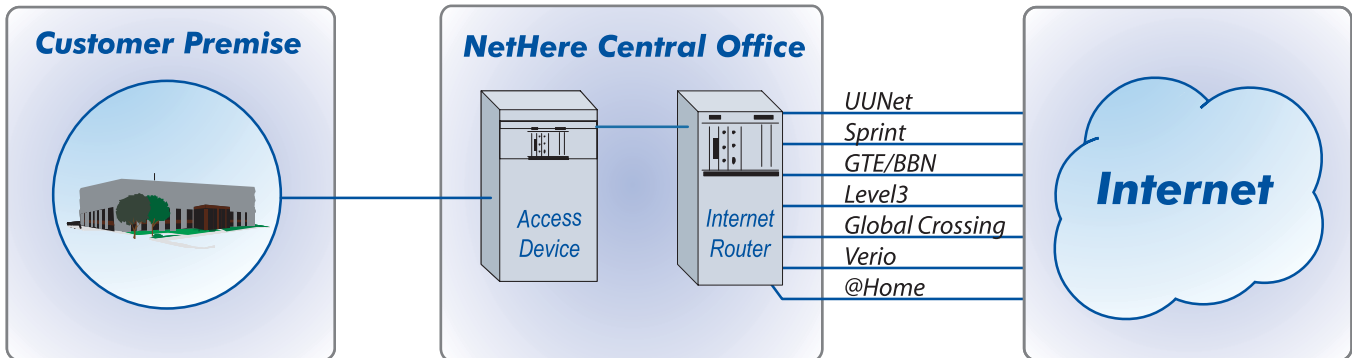 Customer Premise
NetHere Central Office
Access
Device
Internet
Router
UUNet
Sprint
GTE/BBN
Level3
Global Crossing
Verio
@Home
Internet